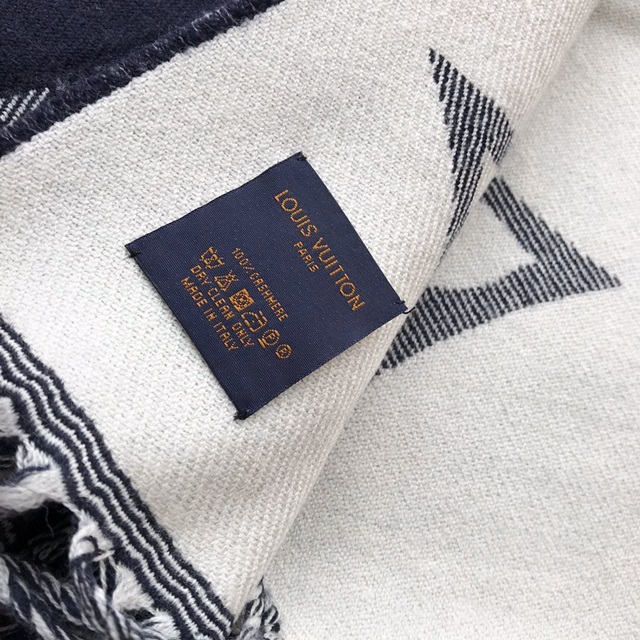 LOUIS VUITTON
PARIS
100% CASHMERE
DRY CLEAN ONLY
MADE IN ITALY